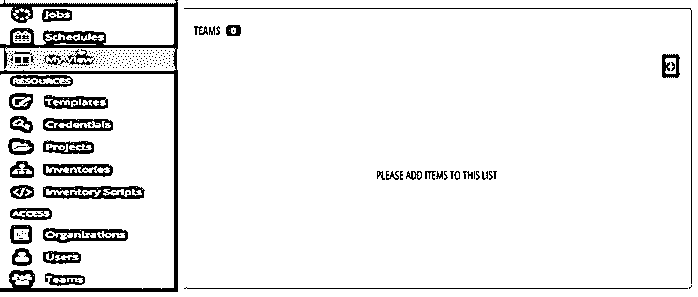 Jobs
Schedules
My View
RESOURCES
Templates
Credentials
Projects
Inventories
Inventory Scripts
ACCESS
Organizations
Users
Teams
TEAMS 0
PLEASE ADD ITEMS TO THIS LIST